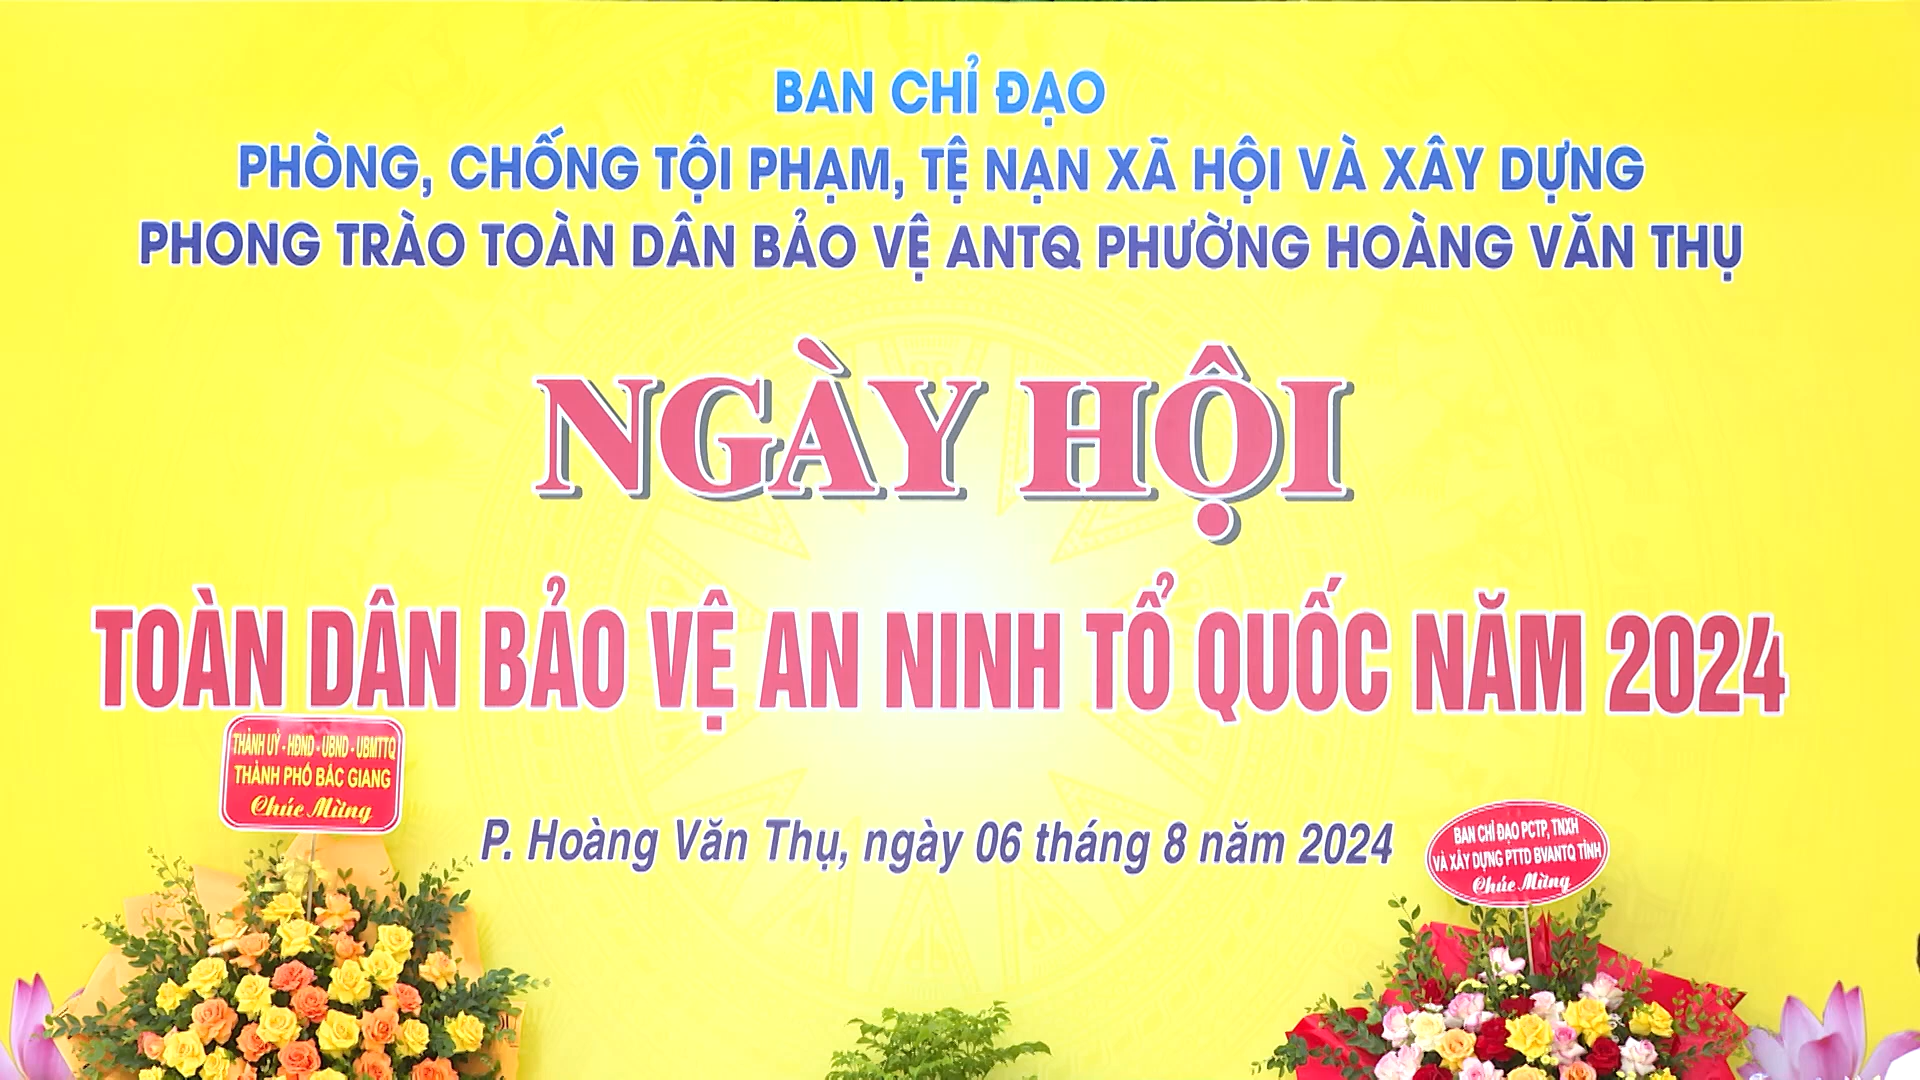 BAN CHỈ ĐẠO
PHÒNG, CHỐNG TỘI PHẠM, TỆ NẠN XÃ HỘI VÀ XÂY DỰNG
PHONG TRÀO TOÀN DÂN BẢO VỆ ANTQ PHƯỜNG HOÀNG VĂN THỤ
NGÀY HỘI
TOÀN DÂN BẢO VỆ AN NINH TỔ QUỐC NĂM 2024
THÀNH UỶ - HĐND - UBND - UBMTTQ
THÀNH PHỐ BẮC GIANG
Chúc Mừng
P. Hoàng Văn Thụ, ngày 06 tháng 8 năm 2024
BAN CHỈ ĐẠO PCTP, TNXH
VÀ XÂY DỰNG PTTD BVANTQ TỈNH
Chúc Mừng